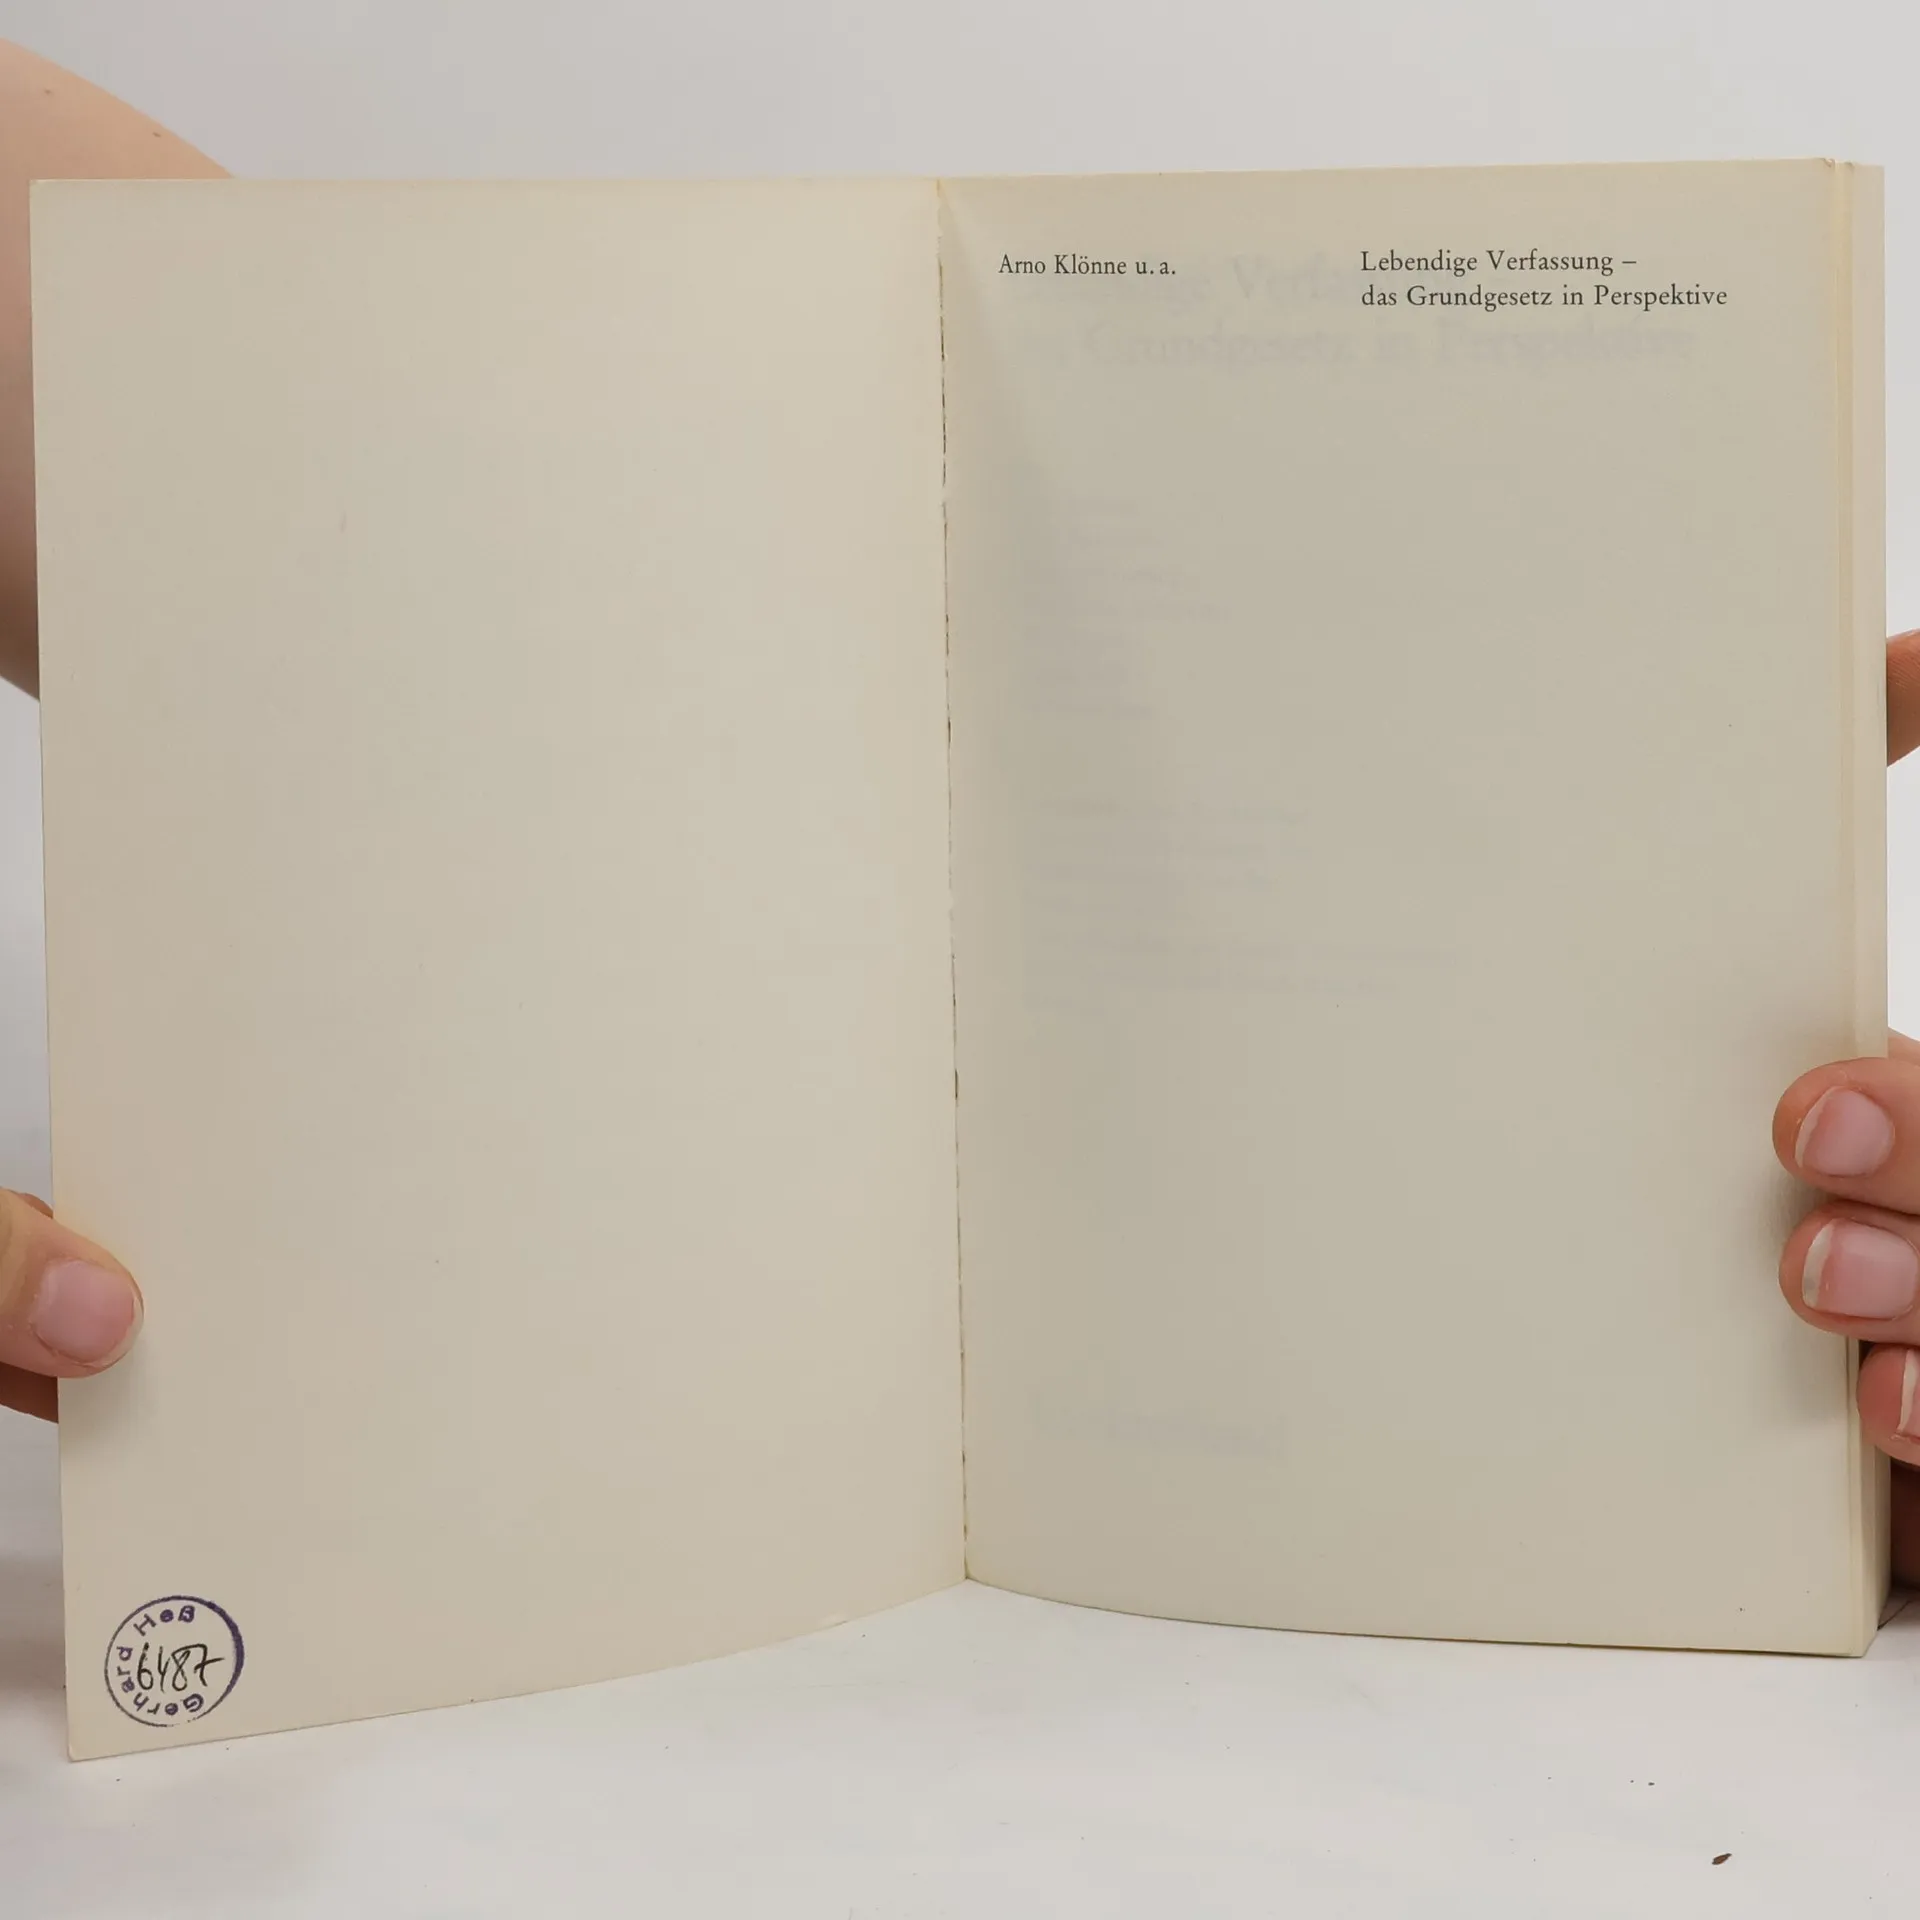 Gerhard Heß
6487
Arno Klönne u. a.
Lebendige Verfassung –
das Grundgesetz in Perspektive